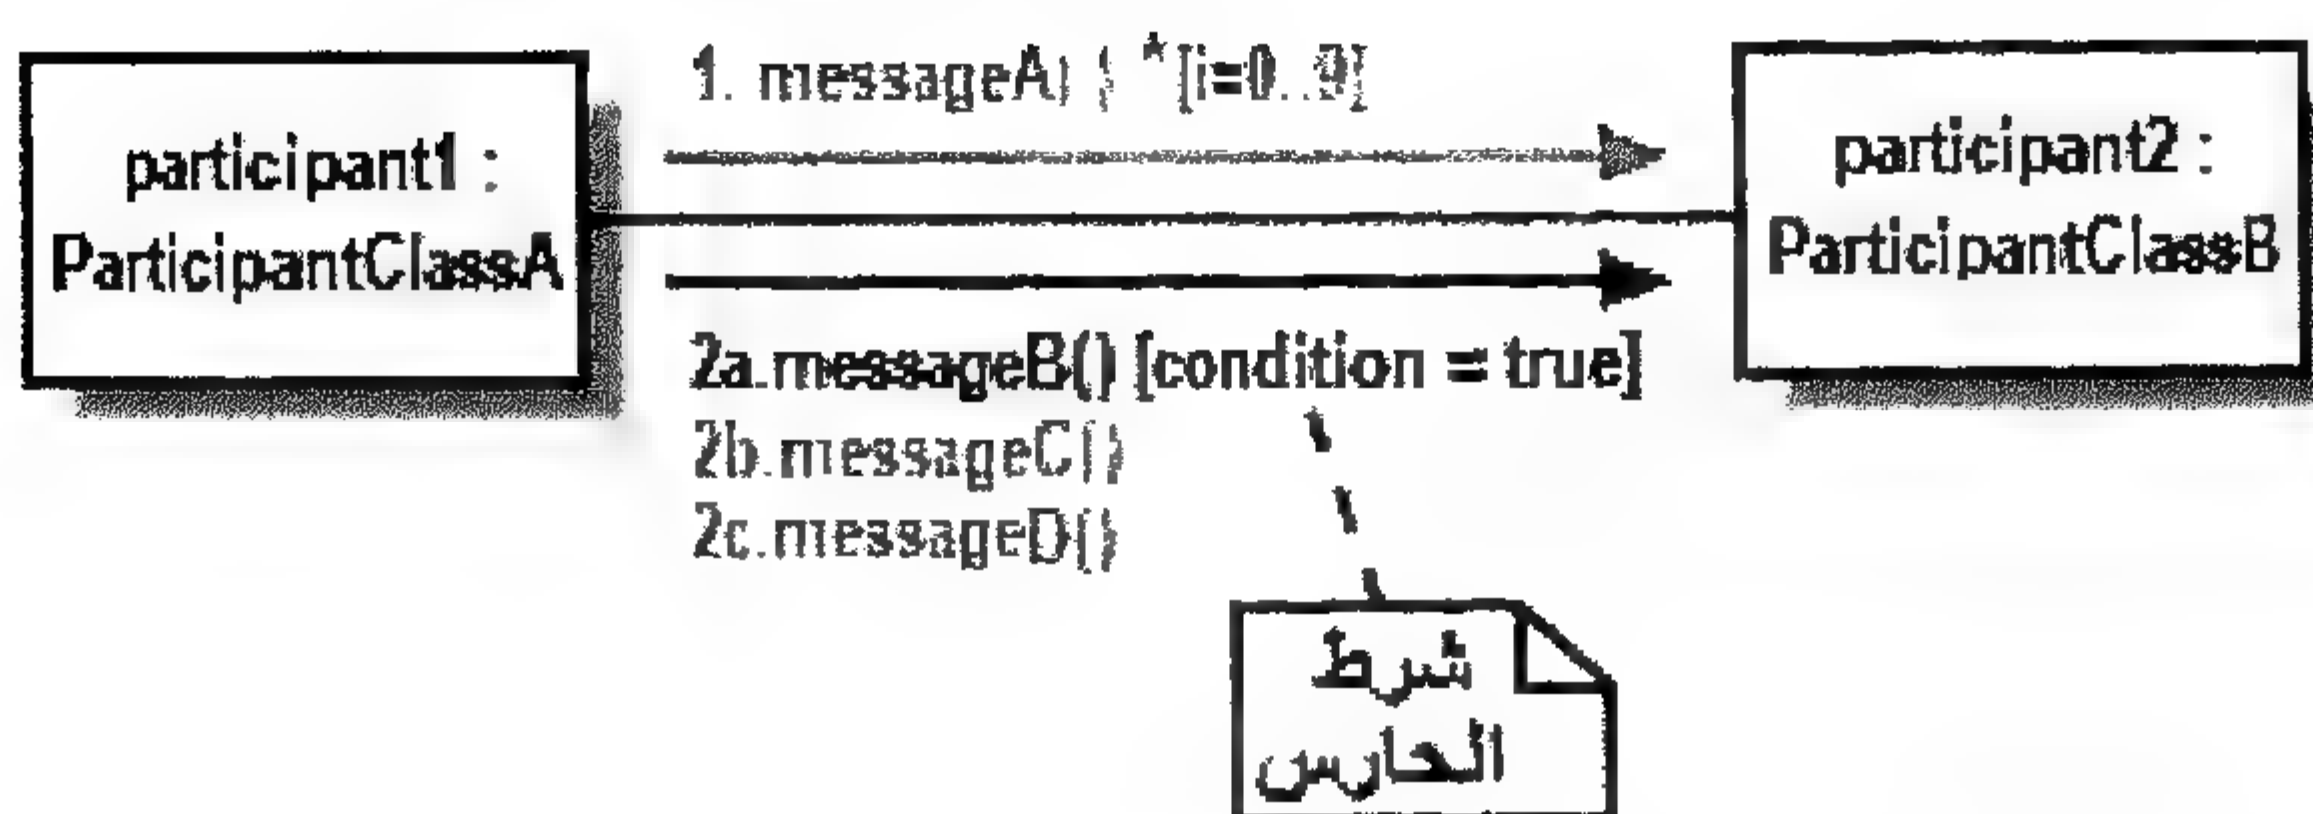 participant1 :
ParticipantClassA
1. messageA( ) * [i=0..9]
participant2 :
ParticipantClassB
2a.messageB() [condition = true]
2b.messageC()
2c.messageD()
شرط
الحارس